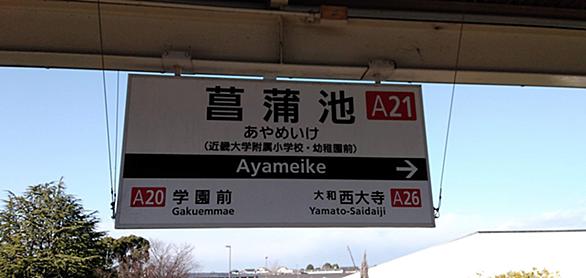 菖蒲池 A21
あやめいけ
(近畿大学附属小学校・幼稚園前)
Ayameike →
A20 学園前 大和西大寺 A26
Gakuemmae Yamato-Saidaiji